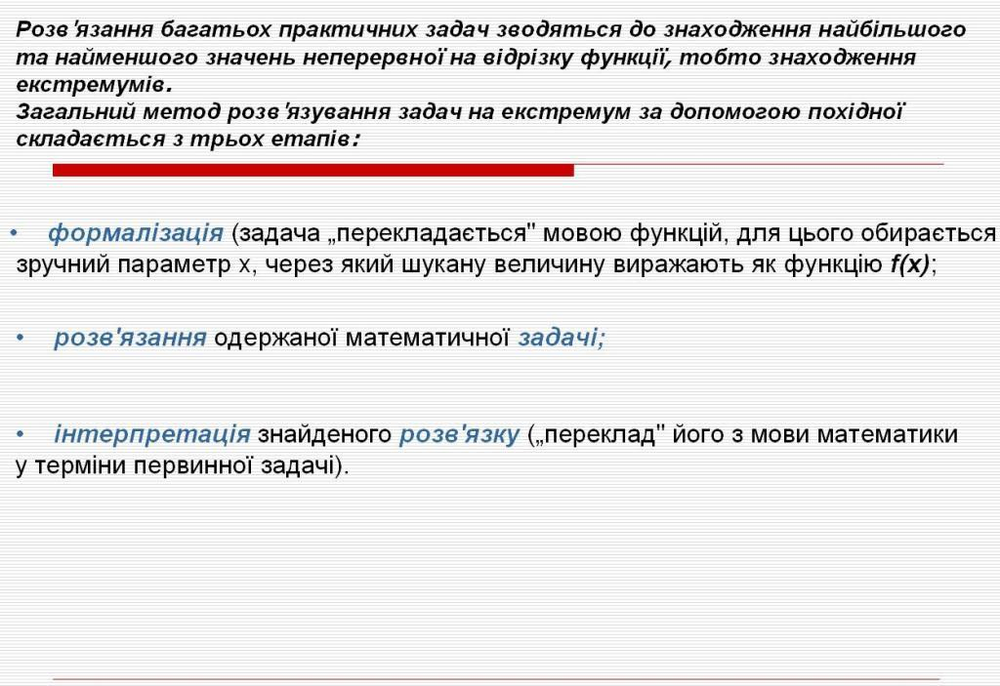 Розв'язання багатьох практичних задач зводяться до знаходження найбільшого
та найменшого значень неперервної на відрізку функції, тобто знаходження
екстремумів.
Загальний метод розв'язування задач на екстремум за допомогою похідної
складається з трьох етапів:
• формалізація (задача „перекладається" мовою функцій, для цього обирається
зручний параметр х, через який шукану величину виражають як функцію f(x);
• розв'язання одержаної математичної задачі;
• інтерпретація знайденого розв'язку („переклад" його з мови математики
у терміни первинної задачі).